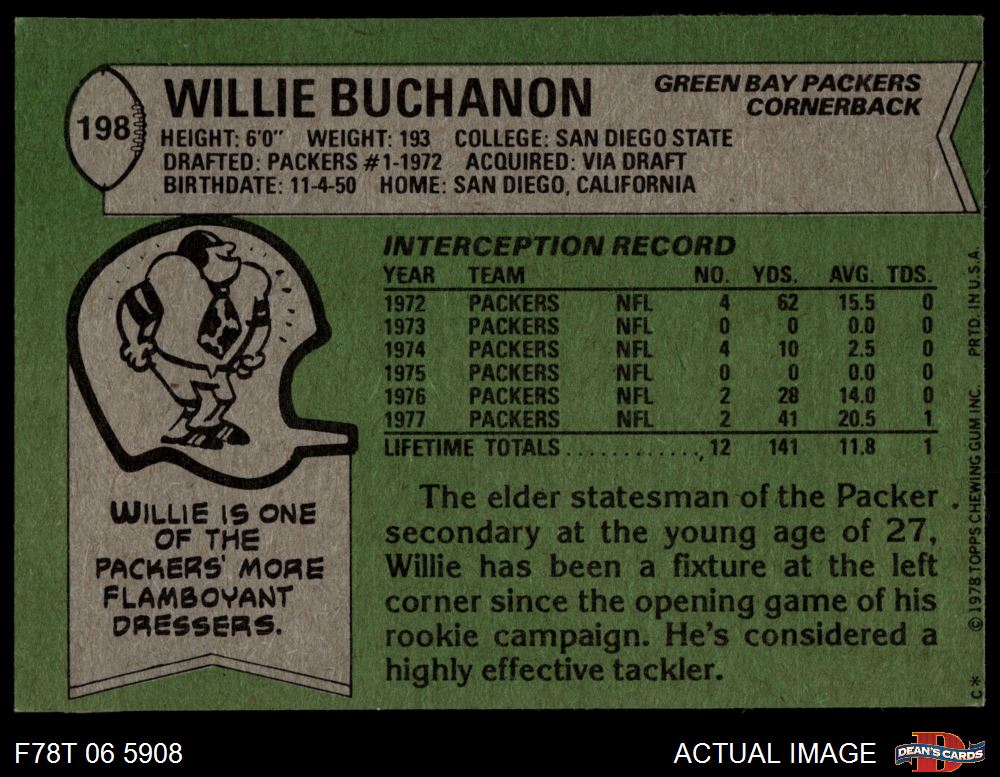 198
WILLIE BUCHANON
GREEN BAY PACKERS
CORNERBACK
HEIGHT: 6'0" WEIGHT: 193 COLLEGE: SAN DIEGO STATE
DRAFTED: PACKERS #1-1972 ACQUIRED: VIA DRAFT
BIRTHDATE: 11-4-50 HOME: SAN DIEGO, CALIFORNIA
INTERCEPTION RECORD
YEAR TEAM NO. YDS. AVG. TDS.
1972 PACKERS NFL 4 62 15.5 0
1973 PACKERS NFL 0 0 0.0 0
1974 PACKERS NFL 4 10 2.5 0
1975 PACKERS NFL 0 0 0.0 0
1976 PACKERS NFL 2 28 14.0 0
1977 PACKERS NFL 2 41 20.5 1
LIFETIME TOTALS............., 12 141 11.8 1
WILLIE IS ONE
OF THE
PACKERS' MORE
FLAMBOYANT
DRESSERS.
The elder statesman of the Packer
secondary at the young age of 27,
Willie has been a fixture at the left
corner since the opening game of his
rookie campaign. He's considered a
highly effective tackler.
C* © 1978 TOPPS CHEWING GUM INC. PRTD. IN U.S.A.
F78T 06 5908
ACTUAL IMAGE
D
DEAN'S CARDS